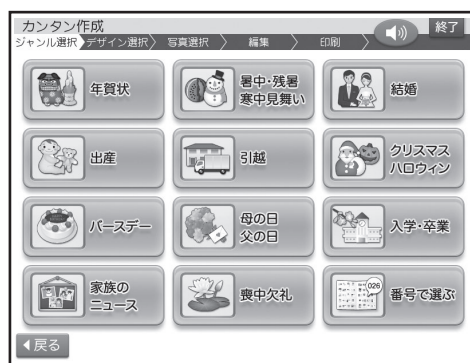 カンタン作成
終了
ジャンル選択
デザイン選択
写真選択
編集
印刷
年賀状
暑中・残暑
寒中見舞い
結婚
出産
引越
クリスマス
ハロウィン
バースデー
母の日
父の日
入学・卒業
家族の
ニュース
喪中欠礼
026
番号で選ぶ
戻る